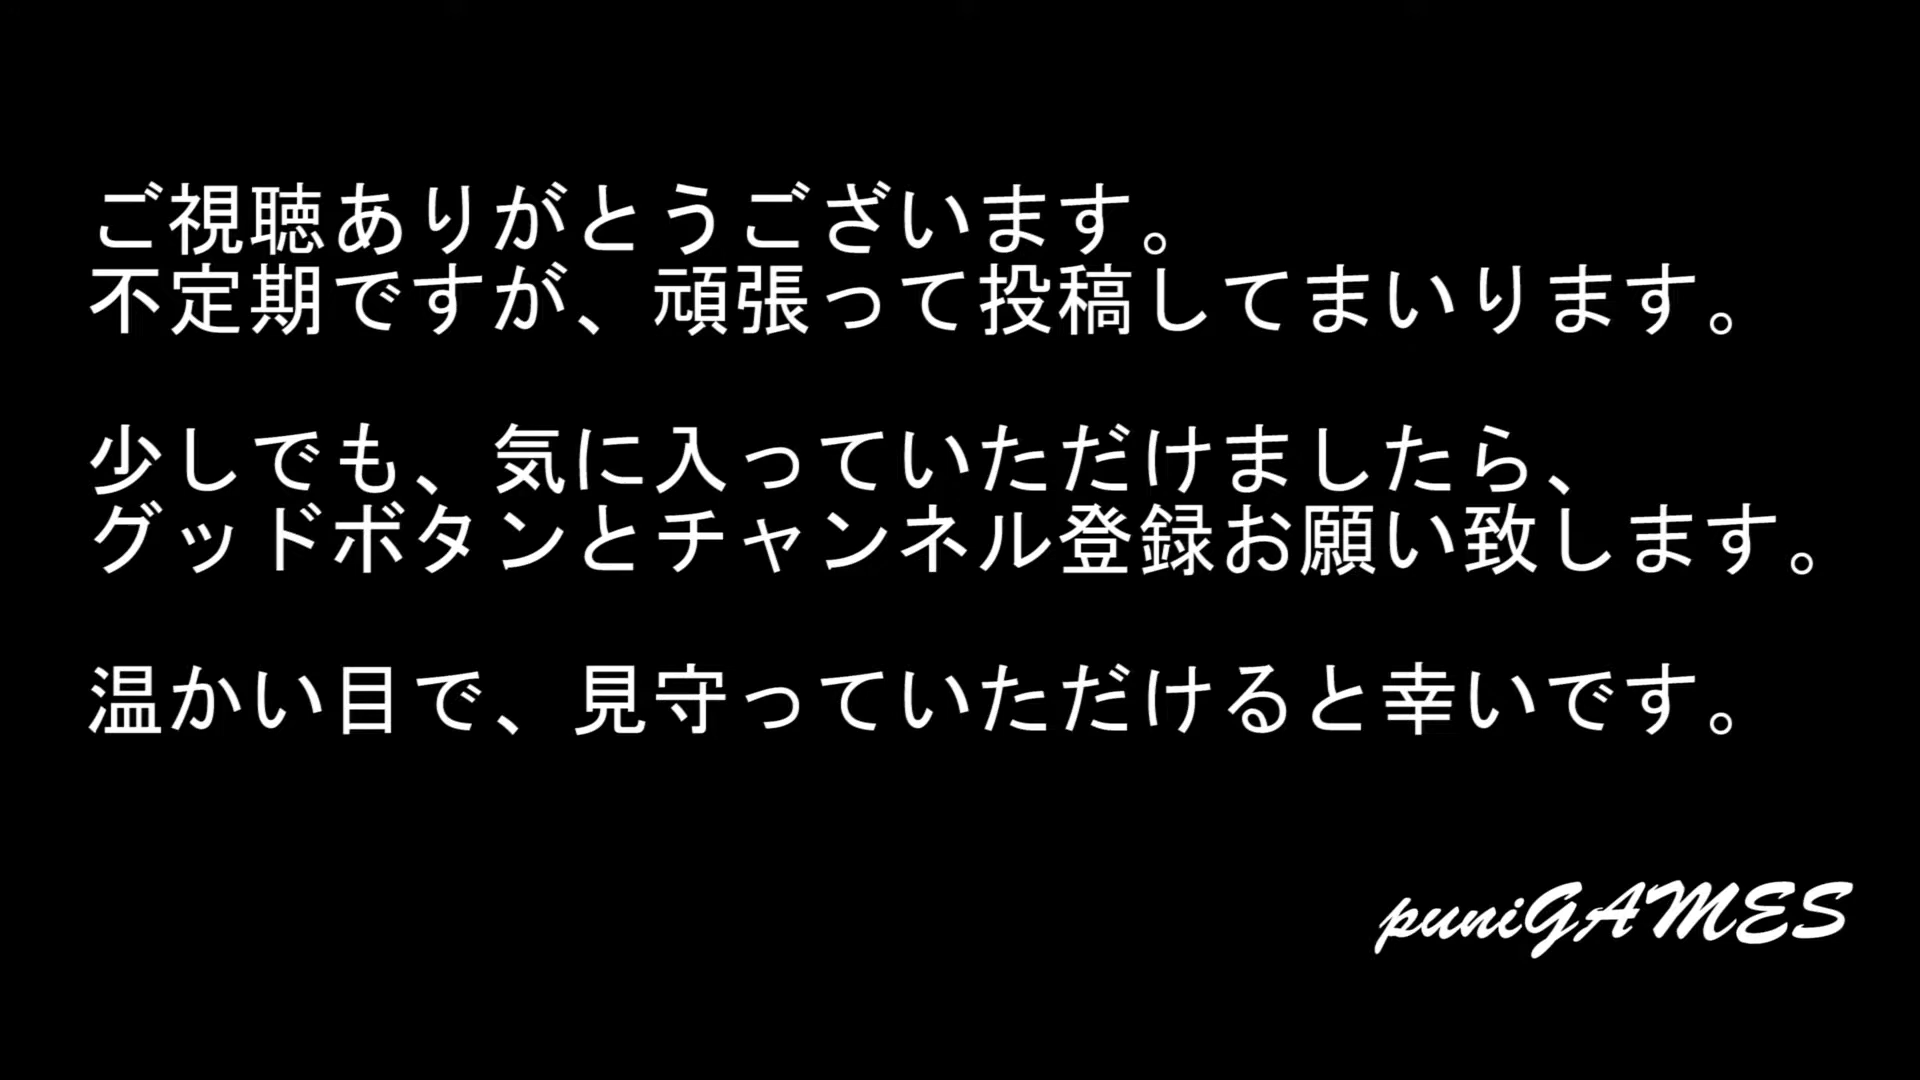 ご視聴ありがとうございます。
不定期ですが、頑張って投稿してまいります。
少しでも、気に入っていただけましたら、
グッドボタンとチャンネル登録お願い致します。
温かい目で、見守っていただけると幸いです。
puniGAMES